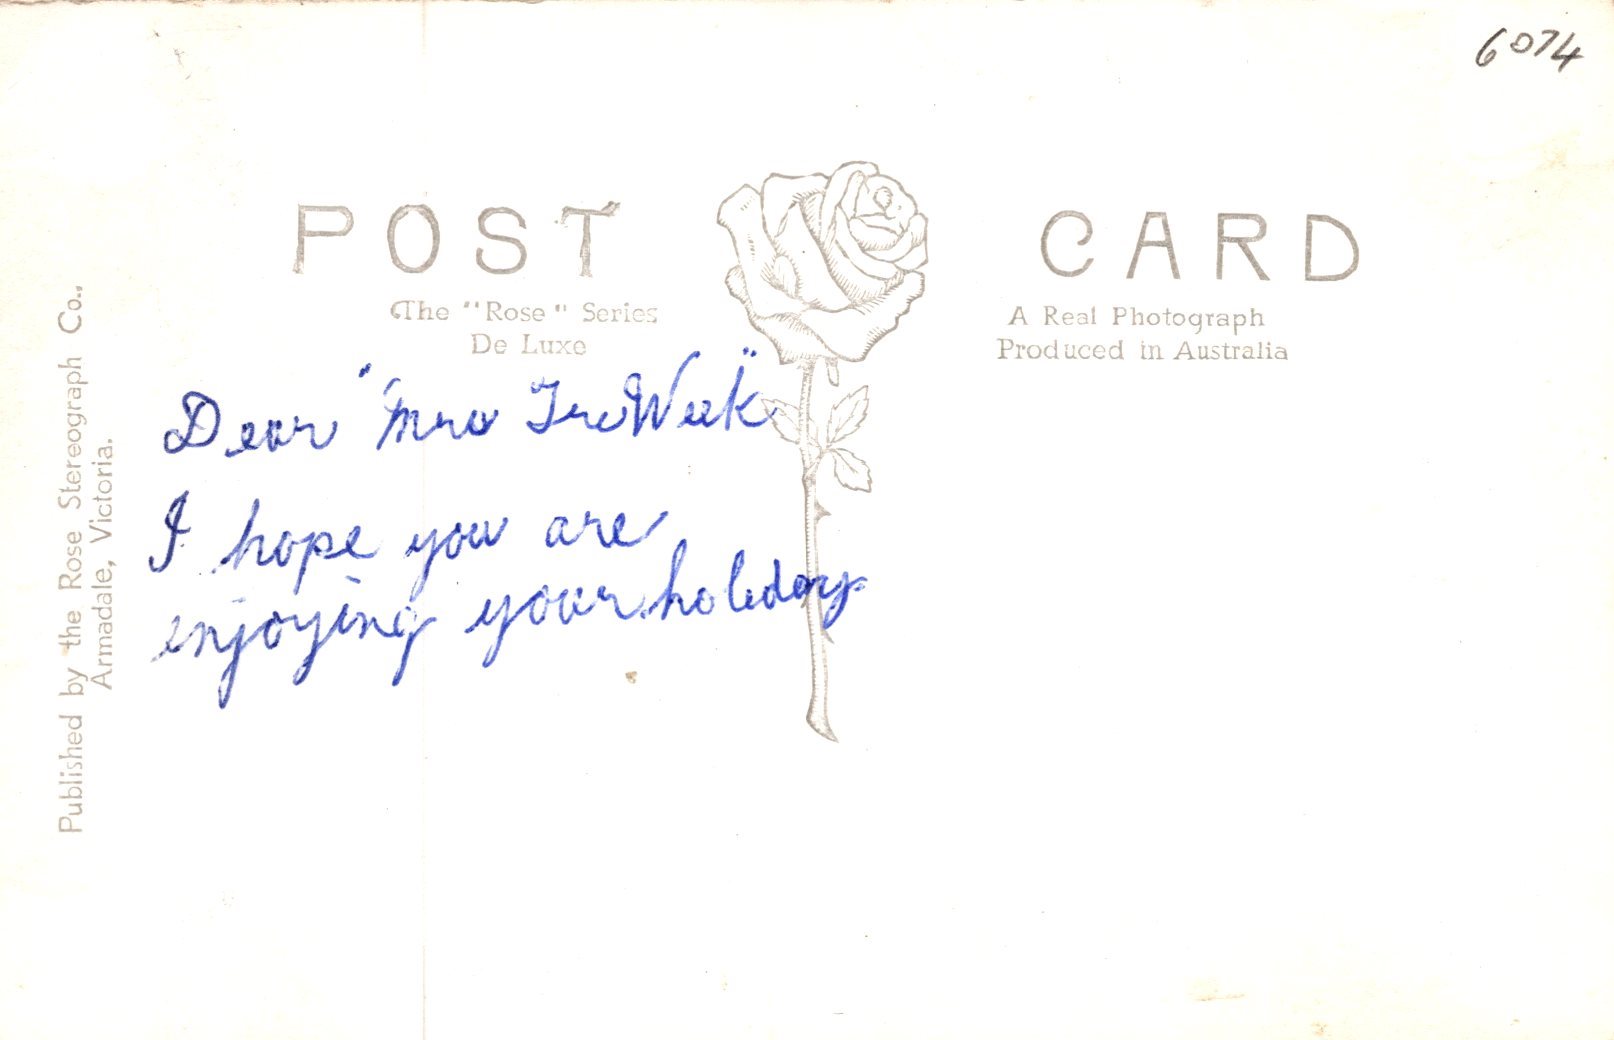 6074
POST CARD
The "Rose" Series
De Luxe
A Real Photograph
Produced in Australia
Published by the Rose Stereograph Co.,
Armadale, Victoria.
Dear "Mrs TreWeek"
I hope you are
enjoying your holiday